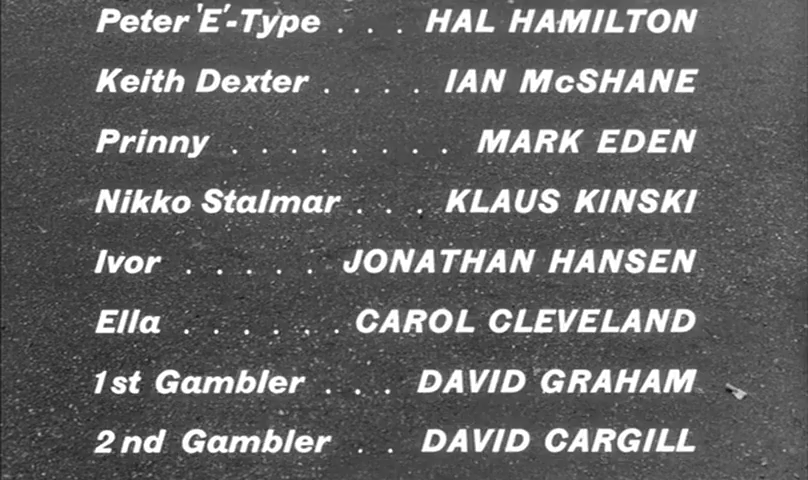 Peter 'E'-Type . . . HAL HAMILTON
Keith Dexter . . . . IAN McSHANE
Prinny . . . . . . . . MARK EDEN
Nikko Stalmar . . . KLAUS KINSKI
Ivor . . . . . JONATHAN HANSEN
Ella . . . . . . CAROL CLEVELAND
1st Gambler . . . DAVID GRAHAM
2nd Gambler . . DAVID CARGILL